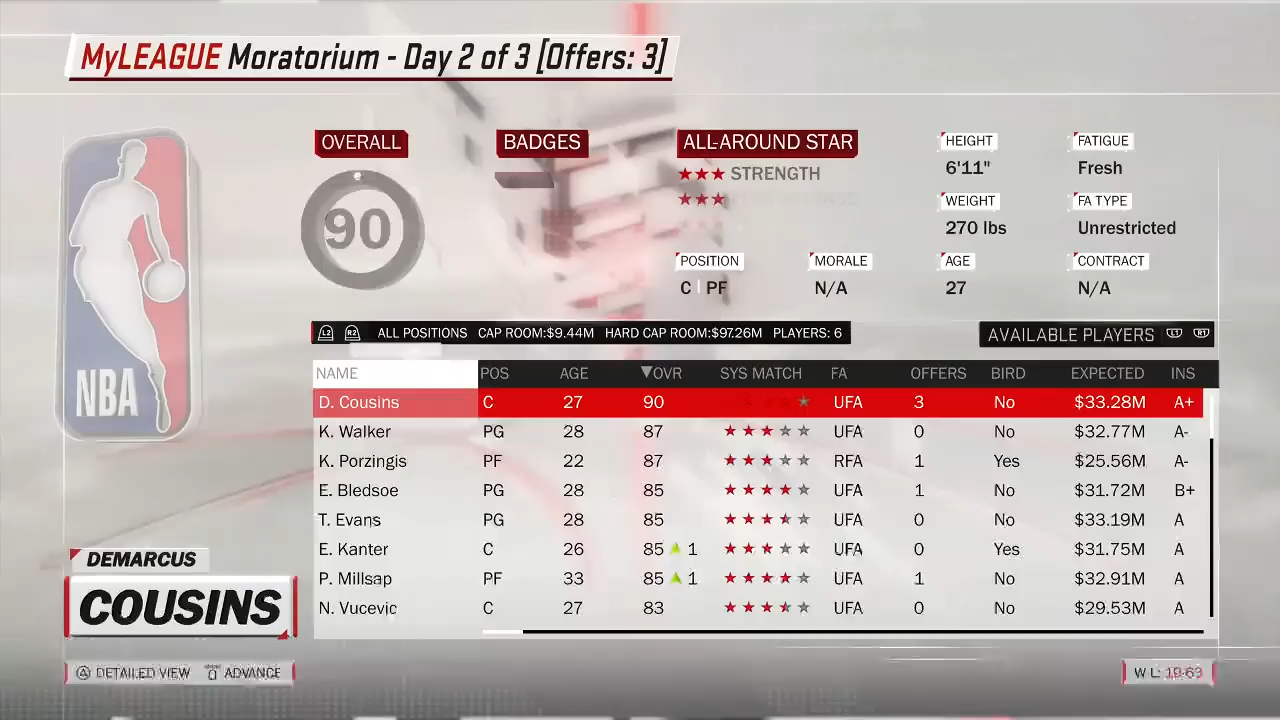 MyLEAGUE Moratorium - Day 2 of 3 [Offers: 3]
OVERALL BADGES ALL-AROUND STAR HEIGHT FATIGUE
90 STRENGTH 6'11" Fresh
WEIGHT FA TYPE
270 lbs Unrestricted
POSITION MORALE AGE CONTRACT
C | PF N/A 27 N/A
L2 R2 ALL POSITIONS CAP ROOM:$9.44M HARD CAP ROOM:$97.26M PLAYERS: 6 AVAILABLE PLAYERS L1 R1
NAME POS AGE ▼OVR SYS MATCH FA OFFERS BIRD EXPECTED INS
D. Cousins C 27 90 UFA 3 No $33.28M A+
K. Walker PG 28 87 UFA 0 No $32.77M A-
K. Porzingis PF 22 87 RFA 1 Yes $25.56M A-
E. Bledsoe PG 28 85 UFA 1 No $31.72M B+
T. Evans PG 28 85 UFA 0 No $33.19M A
E. Kanter C 26 85 1 UFA 0 Yes $31.75M A
P. Millsap PF 33 85 1 UFA 1 No $32.91M A
N. Vucevic C 27 83 UFA 0 No $29.53M A
NBA
DEMARCUS
COUSINS
DETAILED VIEW ADVANCE W L: 19-63